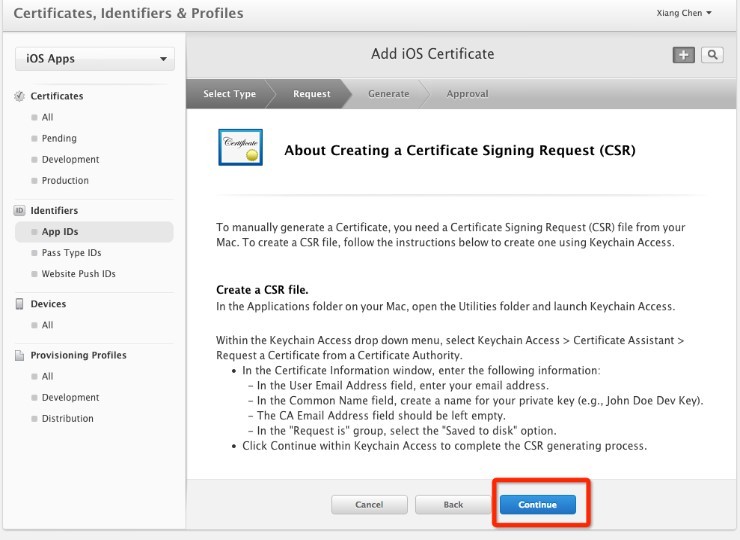 Certificates, Identifiers & Profiles
Xiang Chen
iOS Apps
Add iOS Certificate
Certificates
All
Pending
Development
Production
Identifiers
App IDs
Pass Type IDs
Website Push IDs
Devices
All
Provisioning Profiles
All
Development
Distribution
Select Type
Request
Generate
Approval
Certificate
About Creating a Certificate Signing Request (CSR)
To manually generate a Certificate, you need a Certificate Signing Request (CSR) file from your
Mac. To create a CSR file, follow the instructions below to create one using Keychain Access.
Create a CSR file.
In the Applications folder on your Mac, open the Utilities folder and launch Keychain Access.
Within the Keychain Access drop down menu, select Keychain Access > Certificate Assistant >
Request a Certificate from a Certificate Authority.
• In the Certificate Information window, enter the following information:
– In the User Email Address field, enter your email address.
– In the Common Name field, create a name for your private key (e.g., John Doe Dev Key).
– The CA Email Address field should be left empty.
– In the "Request is" group, select the "Saved to disk" option.
• Click Continue within Keychain Access to complete the CSR generating process.
Cancel
Back
Continue